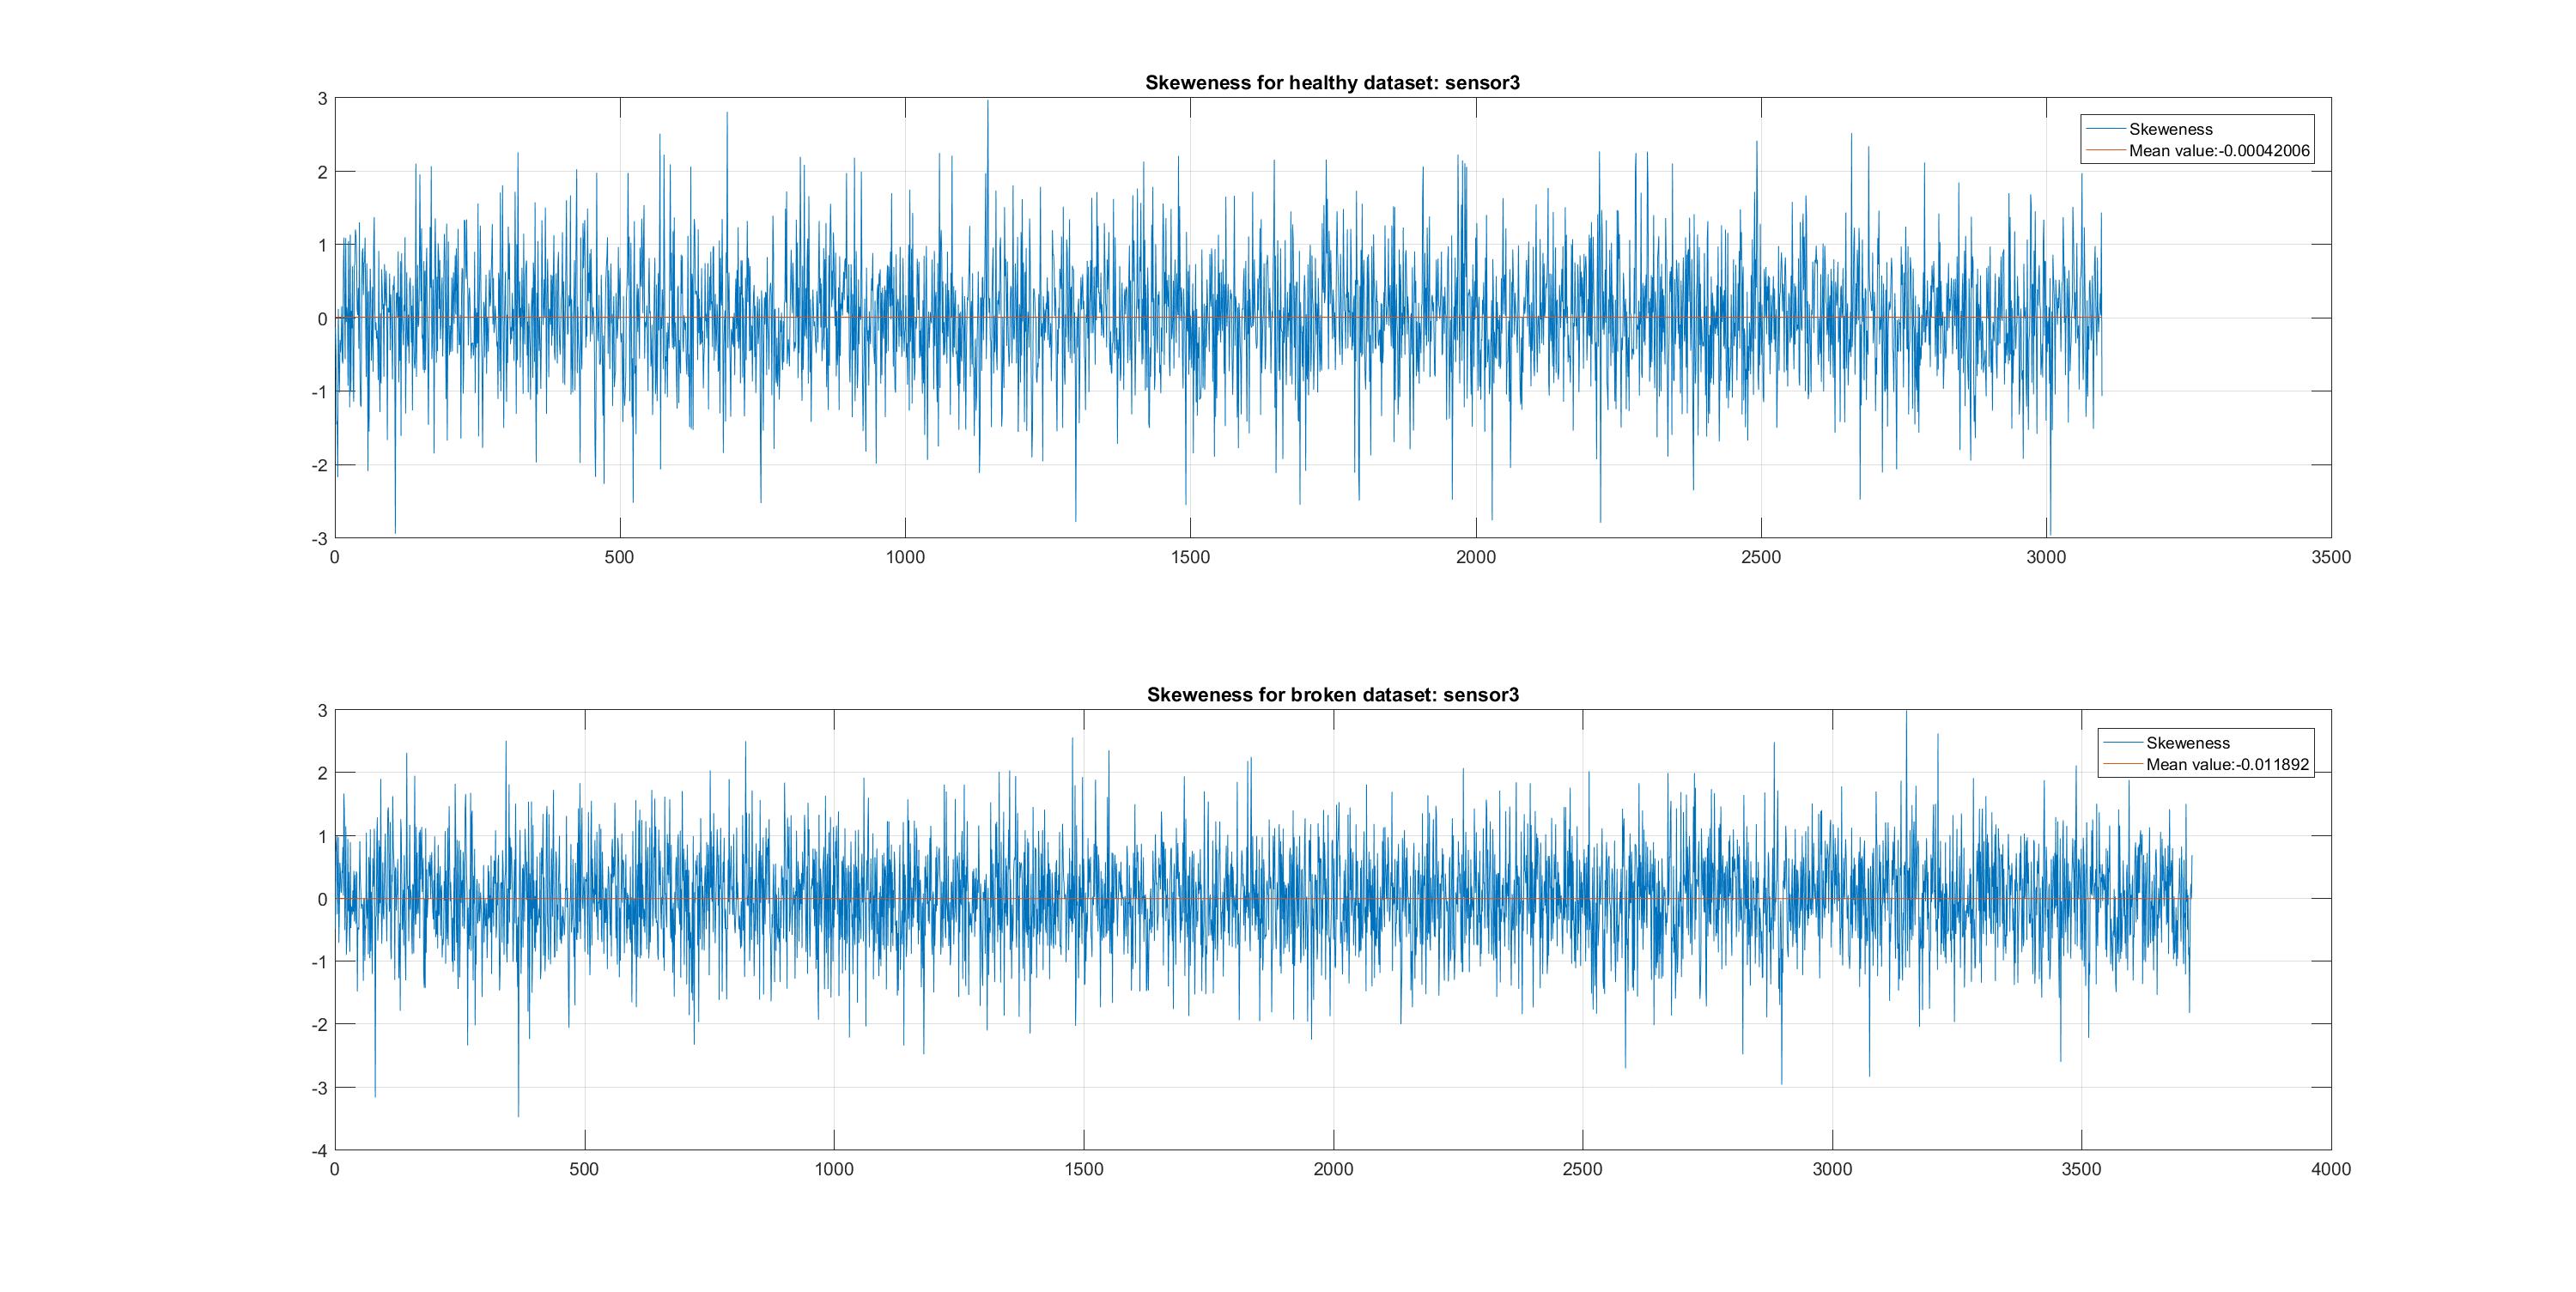 Skeweness for healthy dataset: sensor3
3
2
1
0
-1
-2
-3
Skeweness
Mean value:-0.00042006
0 500 1000 1500 2000 2500 3000 3500
Skeweness for broken dataset: sensor3
3
2
1
0
-1
-2
-3
-4
Skeweness
Mean value:-0.011892
0 500 1000 1500 2000 2500 3000 3500 4000